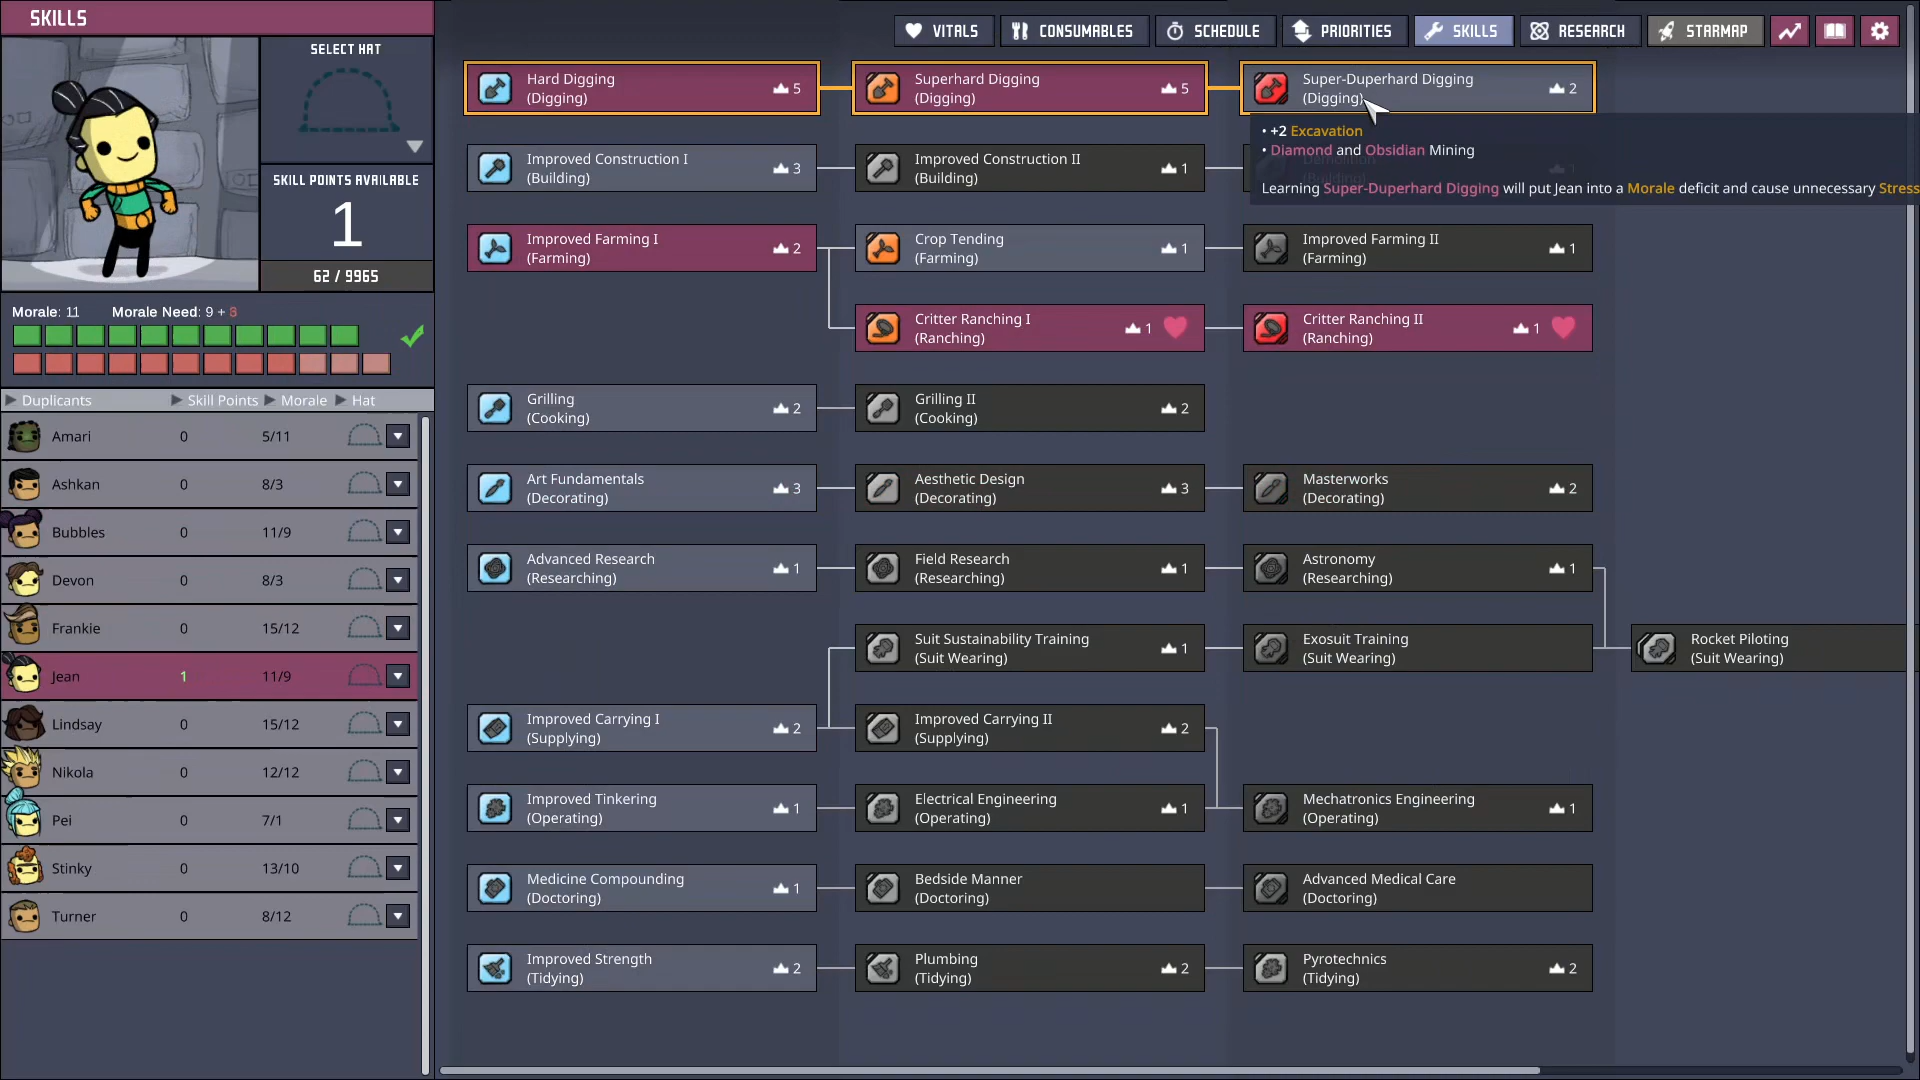 SKILLS
VITALS
CONSUMABLES
SCHEDULE
PRIORITIES
SKILLS
RESEARCH
STARMAP
SELECT HAT
SKILL POINTS AVAILABLE
1
62 / 9965
Morale: 11 Morale Need: 9 + 3
Duplicants Skill Points Morale Hat
Amari 0 5/11
Ashkan 0 8/3
Bubbles 0 11/9
Devon 0 8/3
Frankie 0 15/12
Jean 1 11/9
Lindsay 0 15/12
Nikola 0 12/12
Pei 0 7/1
Stinky 0 13/10
Turner 0 8/12
Hard Digging
(Digging)
5
Superhard Digging
(Digging)
5
Super-Duperhard Digging
(Digging)
2
• +2 Excavation
• Diamond and Obsidian Mining
Learning Super-Duperhard Digging will put Jean into a Morale deficit and cause unnecessary Stress
Improved Construction I
(Building)
3
Improved Construction II
(Building)
1
Improved Farming I
(Farming)
2
Crop Tending
(Farming)
1
Improved Farming II
(Farming)
1
Critter Ranching I
(Ranching)
1
Critter Ranching II
(Ranching)
1
Grilling
(Cooking)
2
Grilling II
(Cooking)
2
Art Fundamentals
(Decorating)
3
Aesthetic Design
(Decorating)
3
Masterworks
(Decorating)
2
Advanced Research
(Researching)
1
Field Research
(Researching)
1
Astronomy
(Researching)
1
Suit Sustainability Training
(Suit Wearing)
1
Exosuit Training
(Suit Wearing)
Rocket Piloting
(Suit Wearing)
Improved Carrying I
(Supplying)
2
Improved Carrying II
(Supplying)
2
Improved Tinkering
(Operating)
1
Electrical Engineering
(Operating)
1
Mechatronics Engineering
(Operating)
1
Medicine Compounding
(Doctoring)
1
Bedside Manner
(Doctoring)
Advanced Medical Care
(Doctoring)
Improved Strength
(Tidying)
2
Plumbing
(Tidying)
2
Pyrotechnics
(Tidying)
2